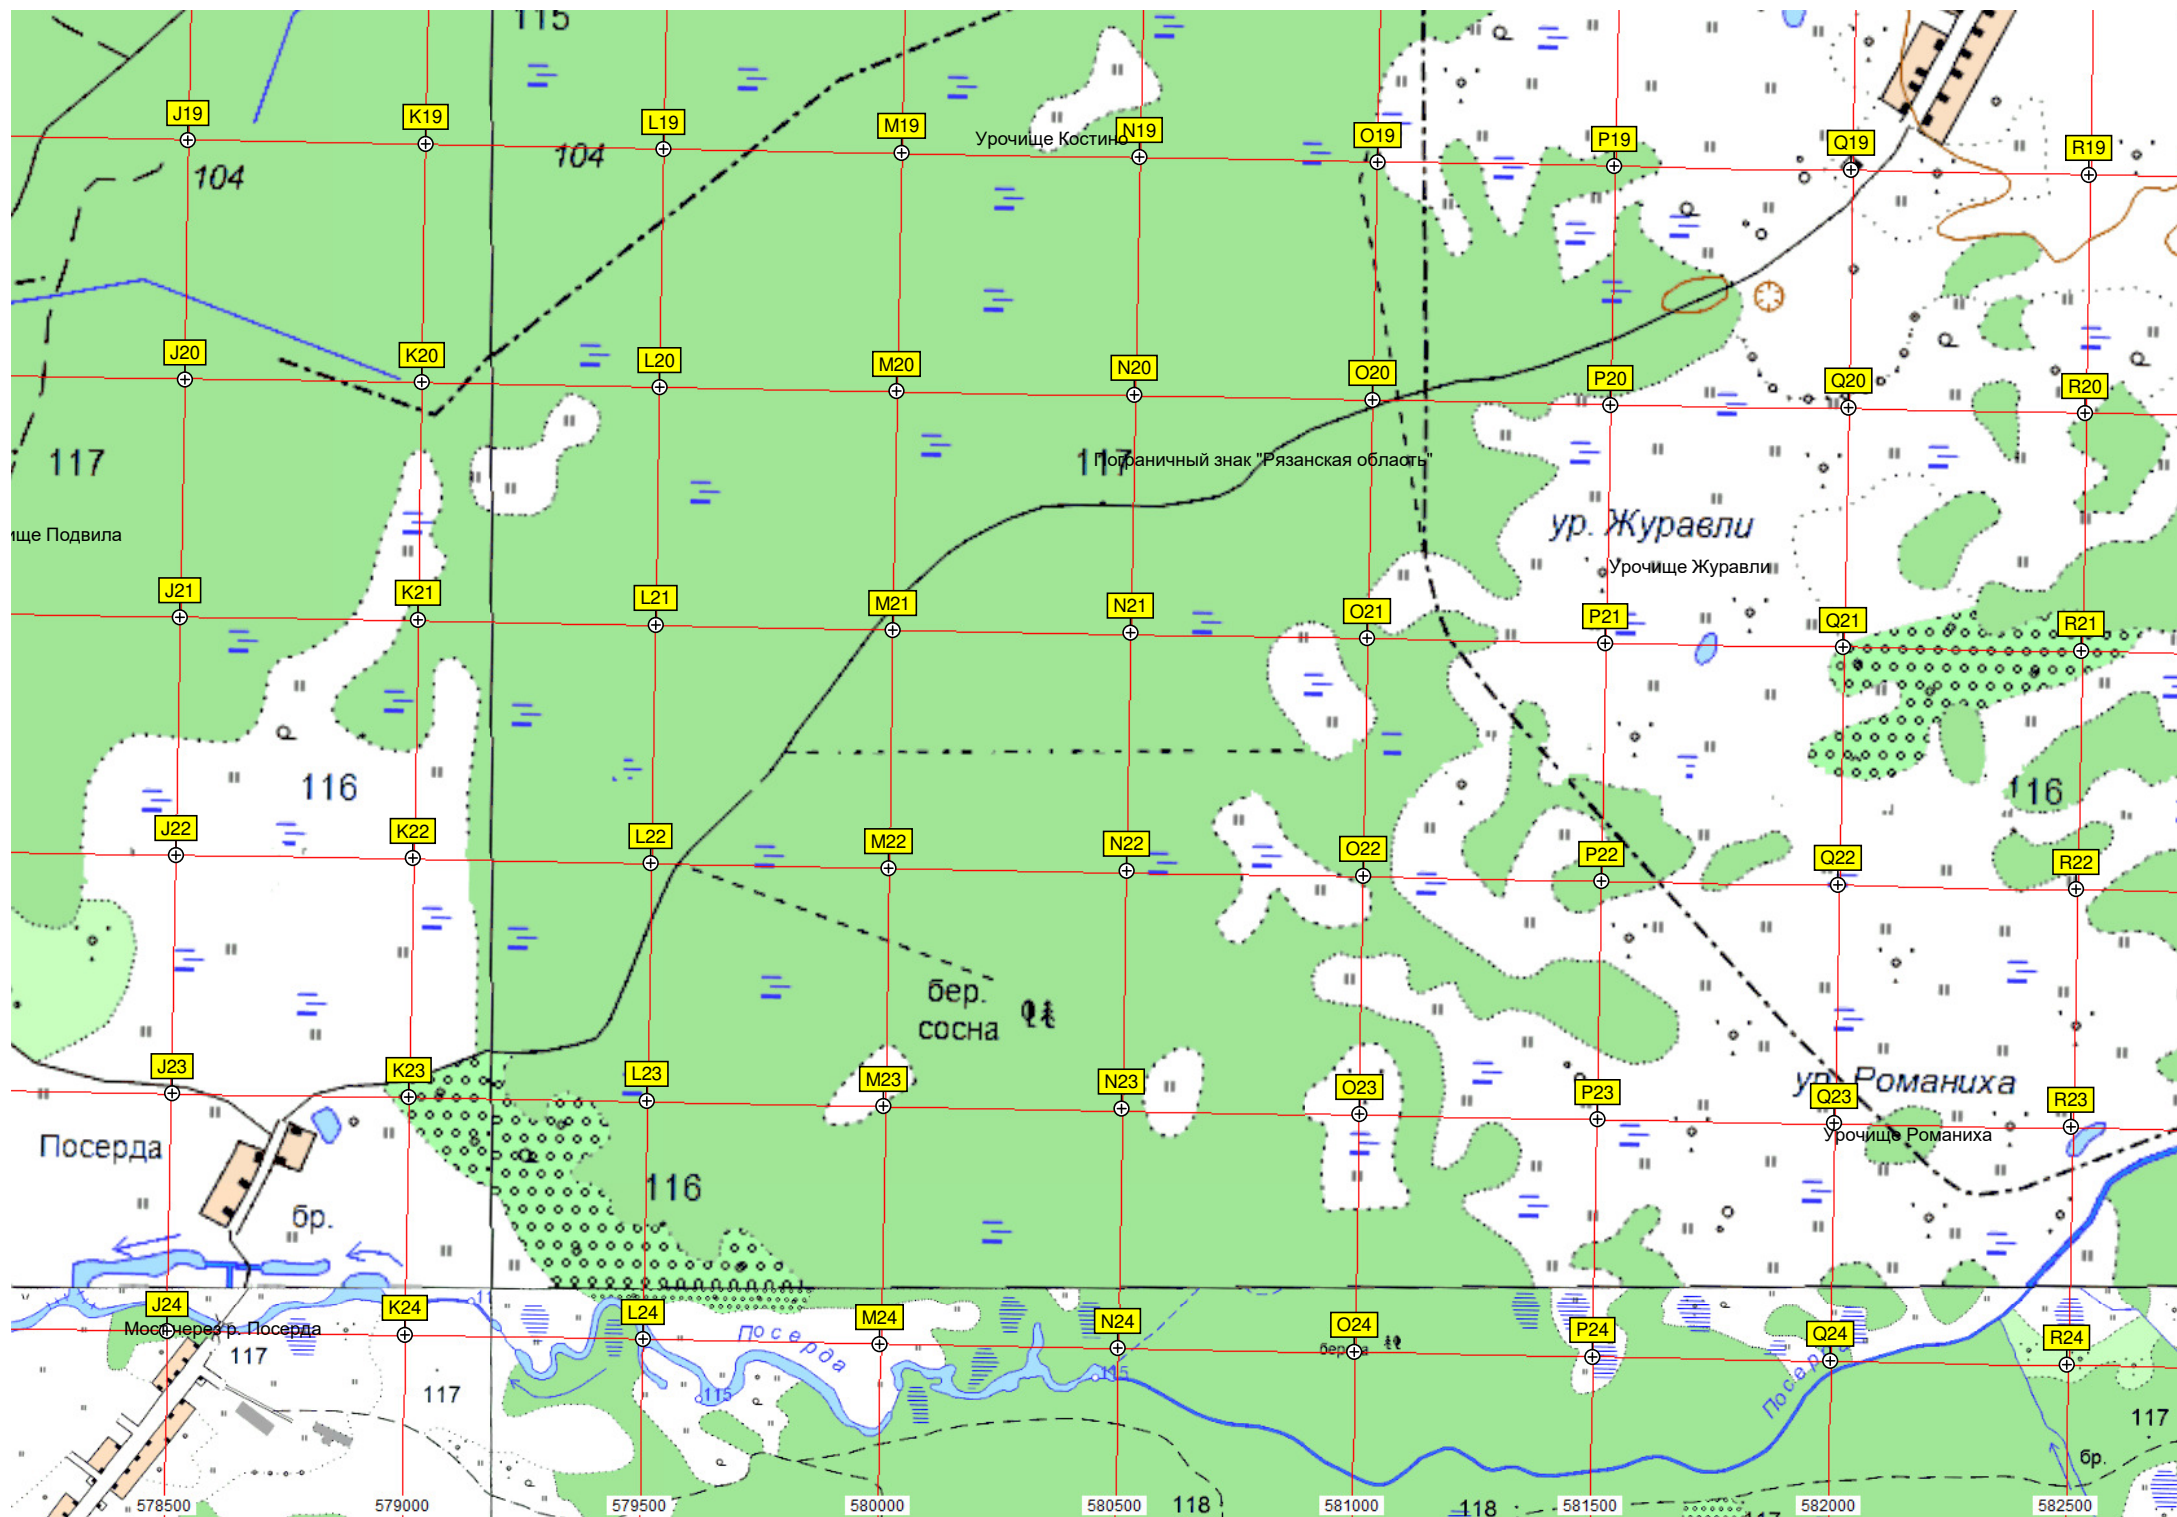 115
J19
K19
L19
M19
Урочище Костино
N19
O19
P19
Q19
R19
104
104
J20
K20
L20
M20
N20
O20
P20
Q20
R20
117
117
Пограничный знак "Рязанская область"
ище Подвила
ур. Журавли
Урочище Журавли
J21
K21
L21
M21
N21
O21
P21
Q21
R21
116
116
J22
K22
L22
M22
N22
O22
P22
Q22
R22
бер.
сосна
J23
K23
L23
M23
N23
O23
P23
ур. Романиха
Q23
R23
Урочище Романиха
Посерда
116
бр.
J24
K24
L24
M24
N24
O24
P24
Q24
R24
Мост через р. Посерда
Посерда
117
117
115
115
Посерда
117
бр.
118
118
117
578500
579000
579500
580000
580500
581000
581500
582000
582500